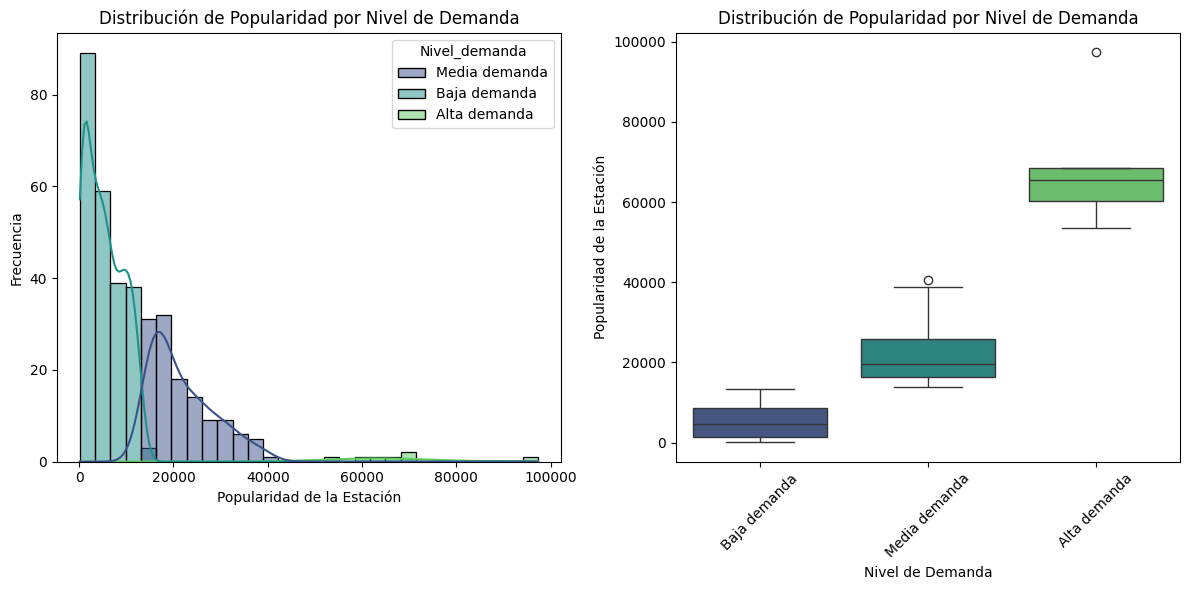 Distribución de Popularidad por Nivel de Demanda
Nivel_demanda
Media demanda
Baja demanda
Alta demanda
Frecuencia
80
60
40
20
0
0
20000
40000
60000
80000
100000
Popularidad de la Estación
Distribución de Popularidad por Nivel de Demanda
Popularidad de la Estación
100000
80000
60000
40000
20000
0
Baja demanda
Media demanda
Alta demanda
Nivel de Demanda